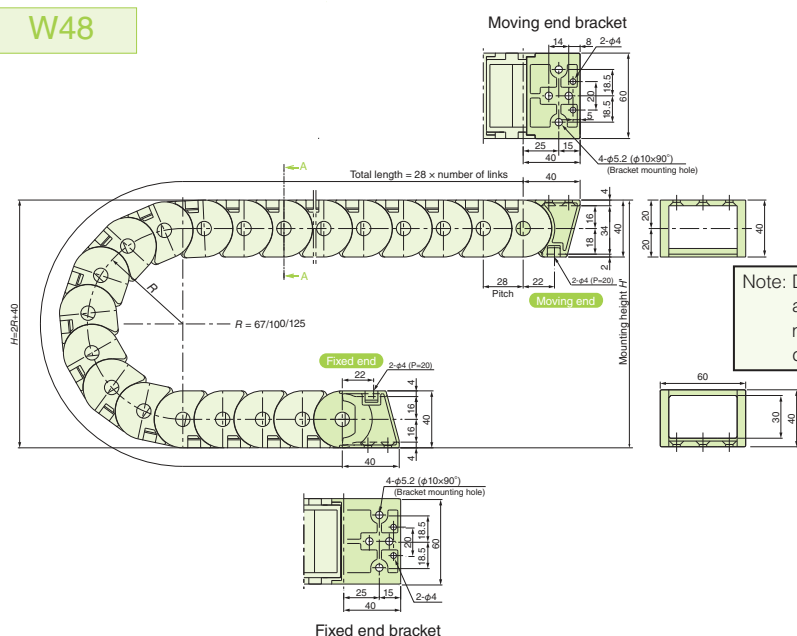 W48
Moving end bracket
14
8
2-φ4
18.5
20
18.5
5
60
25
15
40
4-φ5.2 (φ10×90°)
(Bracket mounting hole)
A
Total length = 28 × number of links
40
4
16
34
40
18
2
20
20
40
A
28
Pitch
22
2-φ4 (P=20)
Moving end
H=2R+40
R
R = 67/100/125
Mounting height H'
Note: D
a
r
c
Fixed end
2-φ4 (P=20)
22
4
16
40
16
4
40
60
30
40
4-φ5.2 (φ10×90°)
(Bracket mounting hole)
18.5
20
18.5
60
25
15
2-φ4
40
Fixed end bracket